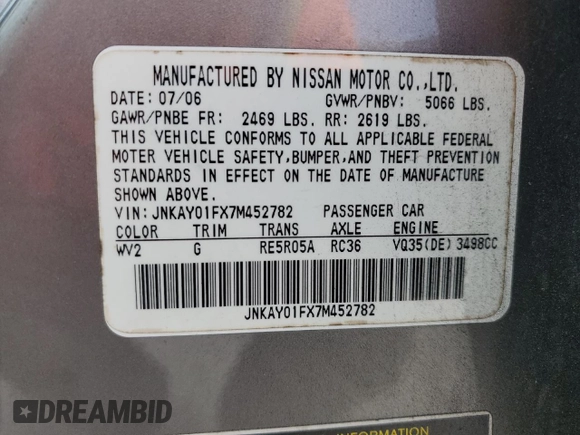 MANUFACTURED BY NISSAN MOTOR CO.,LTD.
DATE: 07/06 GVWR/PNBV: 5066 LBS.
GAWR/PNBE FR: 2469 LBS. RR: 2619 LBS.
THIS VEHICLE CONFORMS TO ALL APPLICABLE FEDERAL
MOTOR VEHICLE SAFETY,BUMPER,AND THEFT PREVENTION
STANDARDS IN EFFECT ON THE DATE OF MANUFACTURE
SHOWN ABOVE.
VIN: JNKAY01FX7M452782 PASSENGER CAR
COLOR TRIM TRANS AXLE ENGINE
WV2 G RE5R05A RC36 VQ35(DE) 3498CC
JNKAY01FX7M452782
DREAMBID
INFORMATION